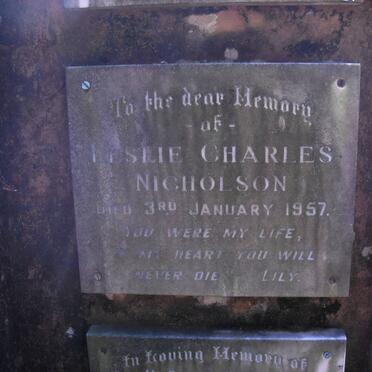 To the dear Memory
- of -
LESLIE CHARLES
NICHOLSON
DIED 3RD JANUARY 1957.
YOU WERE MY LIFE,
MY HEART YOU WILL
NEVER DIE LILY.
In loving Memory of